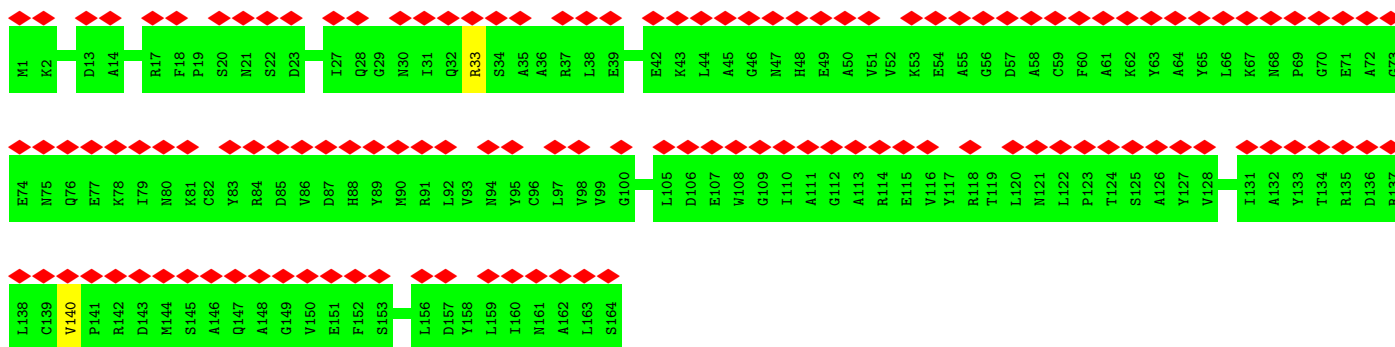 M1 K2 D13 A14 R17 F18 P19 S20 N21 S22 D23 I27 Q28 G29 N30 I31 Q32 R33 S34 A35 A36 R37 L38 E39 E42 K43 L44 A45 G46 N47 H48 E49 A50 V51 V52 K53 E54 A55 G56 D57 A58 C59 F60 A61 K62 Y63 A64 Y65 L66 K67 N68 P69 G70 E71 A72 G73
E74 N75 Q76 E77 K78 I79 N80 K81 C82 Y83 R84 D85 V86 D87 H88 Y89 M90 R91 L92 V93 N94 Y95 C96 L97 V98 V99 G100 L105 D106 E107 W108 G109 I110 A111 G112 A113 R114 E115 V116 Y117 R118 T119 L120 N121 L122 P123 T124 S125 A126 Y127 V128 I131 A132 Y133 T134 R135 D136 R137
L138 C139 V140 P141 R142 D143 M144 S145 A146 Q147 A148 G149 V150 E151 F152 S153 L156 D157 Y158 L159 I160 N161 A162 L163 S164